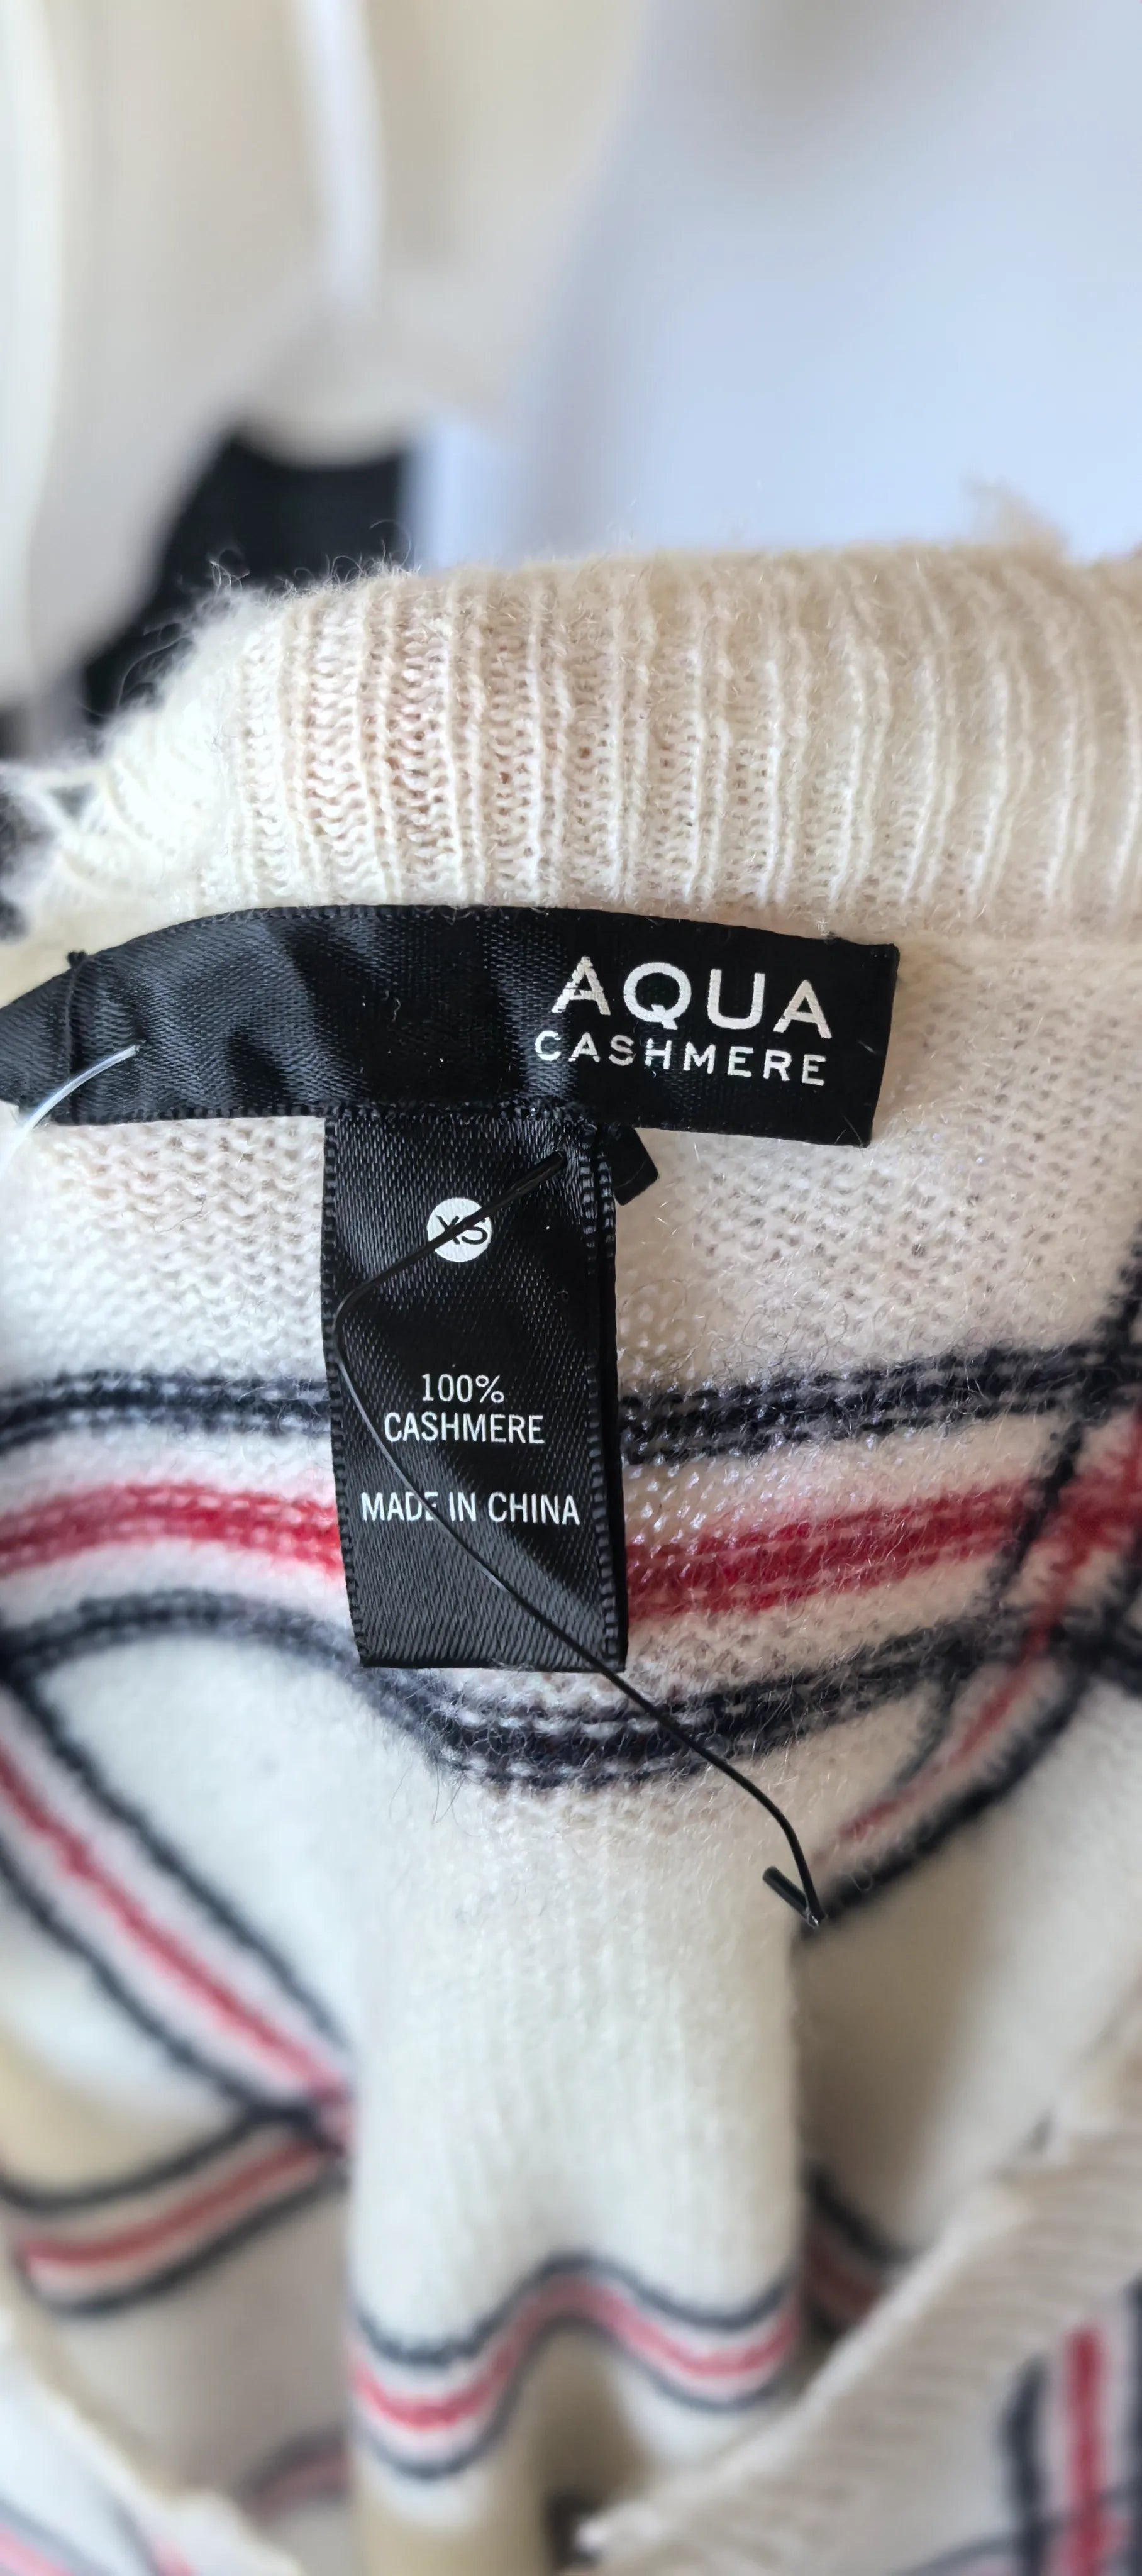 AQUA
CASHMERE
XS
100%
CASHMERE
MADE IN CHINA